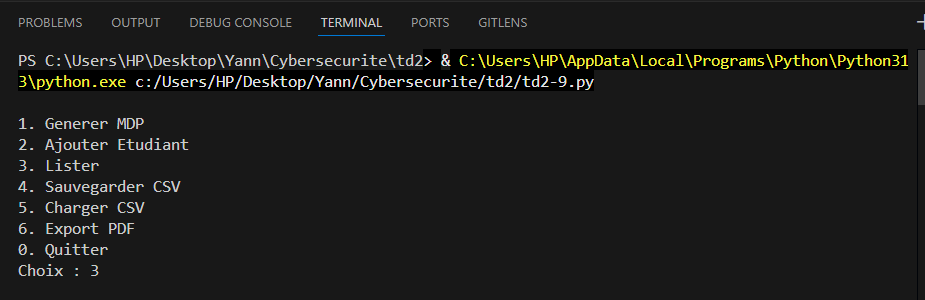 PROBLEMS OUTPUT DEBUG CONSOLE TERMINAL PORTS GITLENS
PS C:\Users\HP\Desktop\Yann\Cybersecurite\td2> & C:\Users\HP\AppData\Local\Programs\Python\Python31
3\python.exe c:/Users/HP/Desktop/Yann/Cybersecurite/td2/td2-9.py
1. Generer MDP
2. Ajouter Etudiant
3. Lister
4. Sauvegarder CSV
5. Charger CSV
6. Export PDF
0. Quitter
Choix : 3